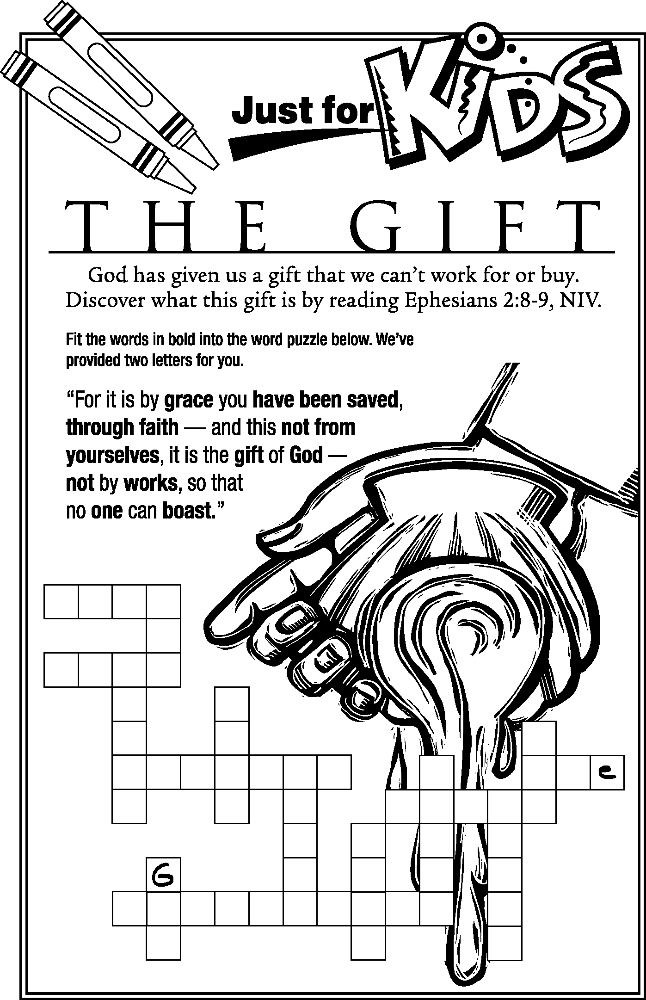 Just for KiDS
THE GIFT
God has given us a gift that we can't work for or buy.
Discover what this gift is by reading Ephesians 2:8-9, NIV.
Fit the words in bold into the word puzzle below. We've
provided two letters for you.
“For it is by grace you have been saved,
through faith — and this not from
yourselves, it is the gift of God —
not by works, so that
no one can boast.”
e
G